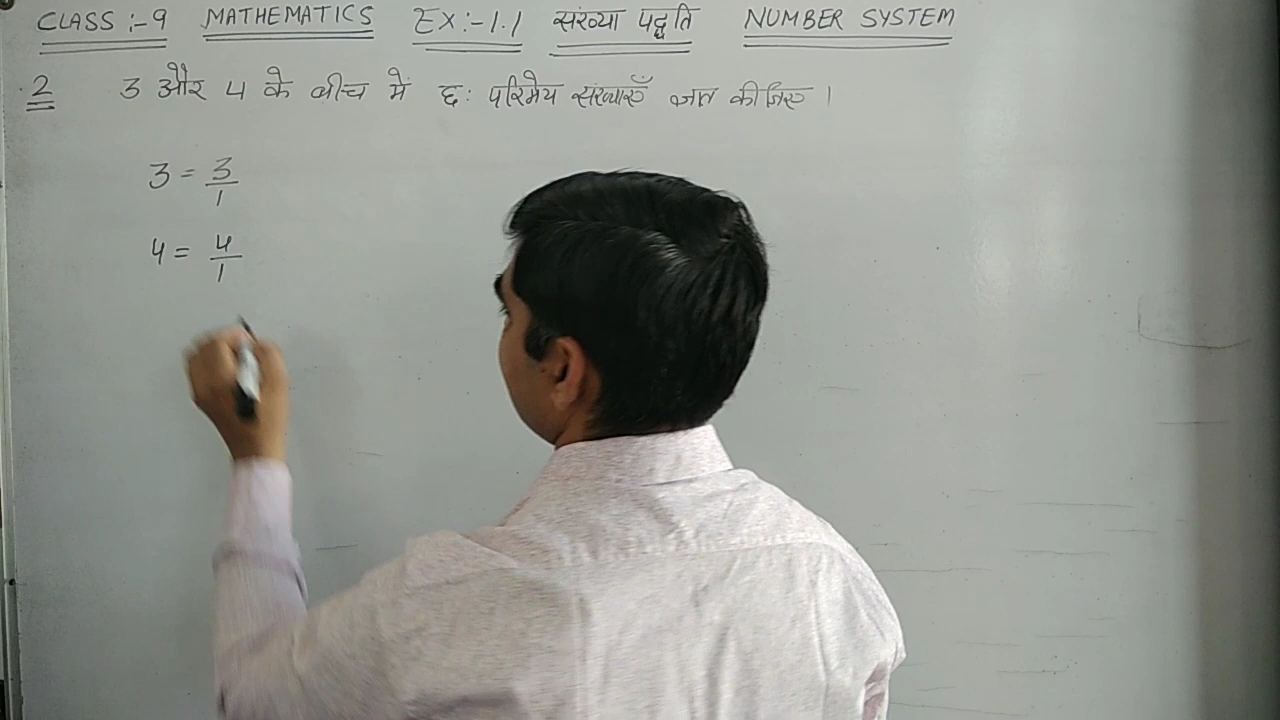 CLASS :- 9 MATHEMATICS EX :- 1.1 संख्या पद्धति NUMBER SYSTEM
2 3 और 4 के बीच में छः परिमेय संख्याएँ ज्ञात कीजिए ।
3 = 3/1
4 = 4/1